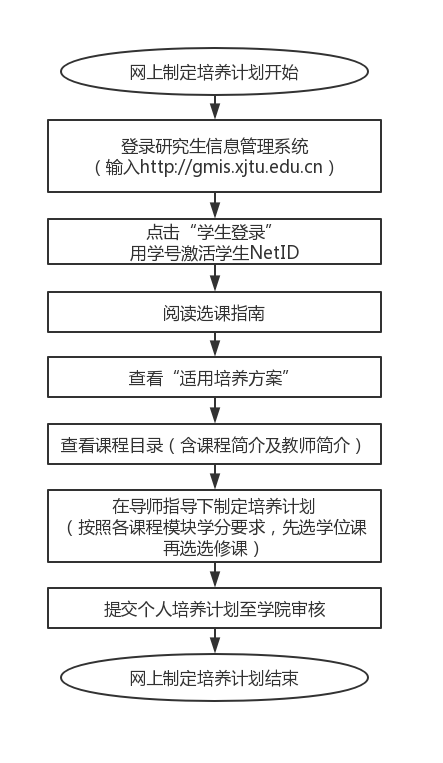 网上制定培养计划开始
登录研究生信息管理系统
（输入http://gmis.xjtu.edu.cn）
点击“学生登录”
用学号激活学生NetID
阅读选课指南
查看“适用培养方案”
查看课程目录（含课程简介及教师简介）
在导师指导下制定培养计划
（按照各课程模块学分要求，先选学位课
再选选修课）
提交个人培养计划至学院审核
网上制定培养计划结束